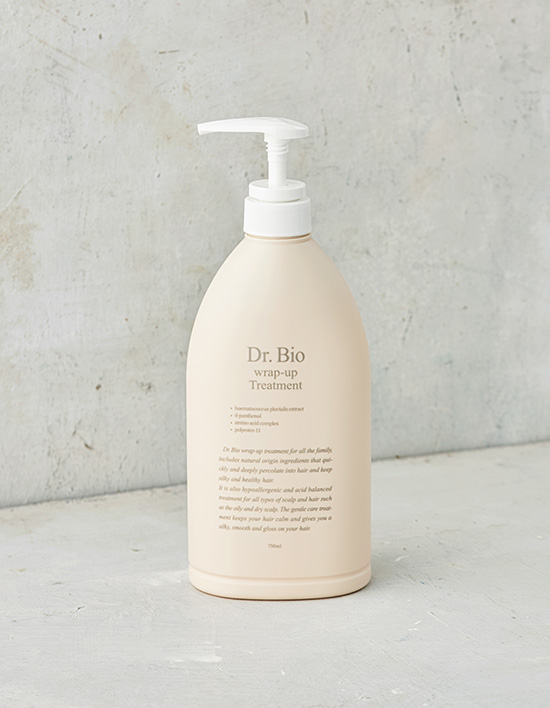 Dr. Bio
wrap-up
Treatment
• haematococcus pluvialis extract
• d-panthenol
• amino acid complex
• polyester-11
Dr Bio wrap-up treatment for all the family,
includes natural origin ingredients that qui-
ckly and deeply percolate into hair and keep
silky and healthy hair.
It is also hypoallergenic and acid balanced
treatment for all types of scalp and hair such
as the oily and dry scalp. The gentle care treat-
ment keeps your hair calm and gives you a
silky, smooth and gloss on your hair.
750ml